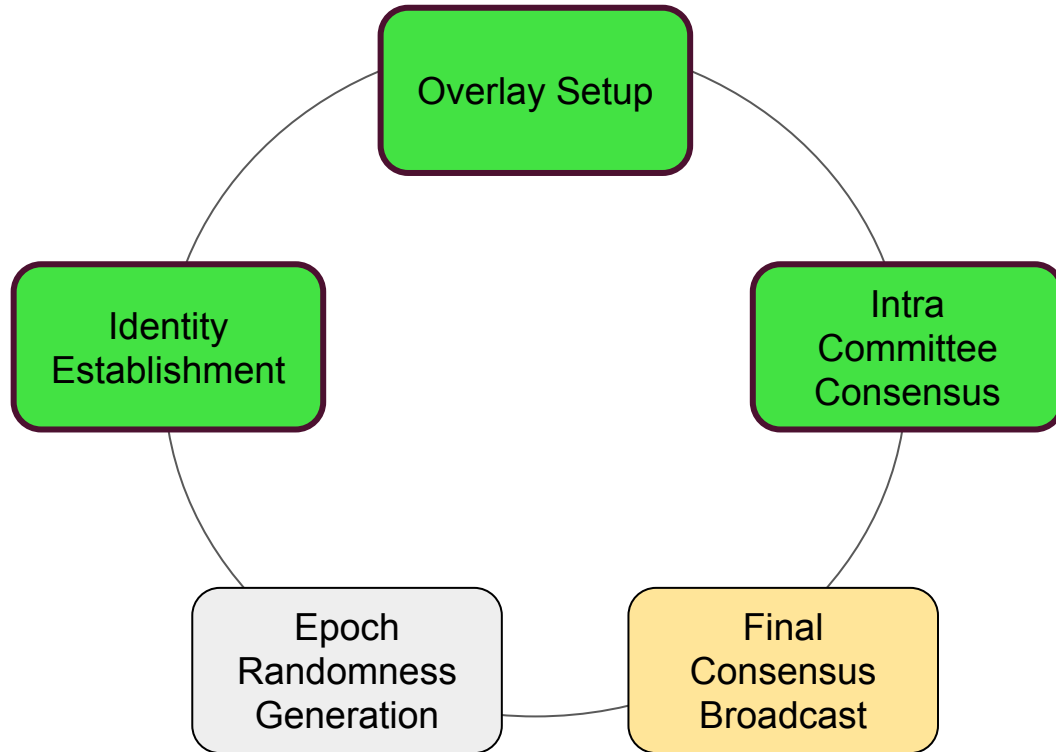 Overlay Setup
Identity
Establishment
Intra
Committee
Consensus
Epoch
Randomness
Generation
Final
Consensus
Broadcast